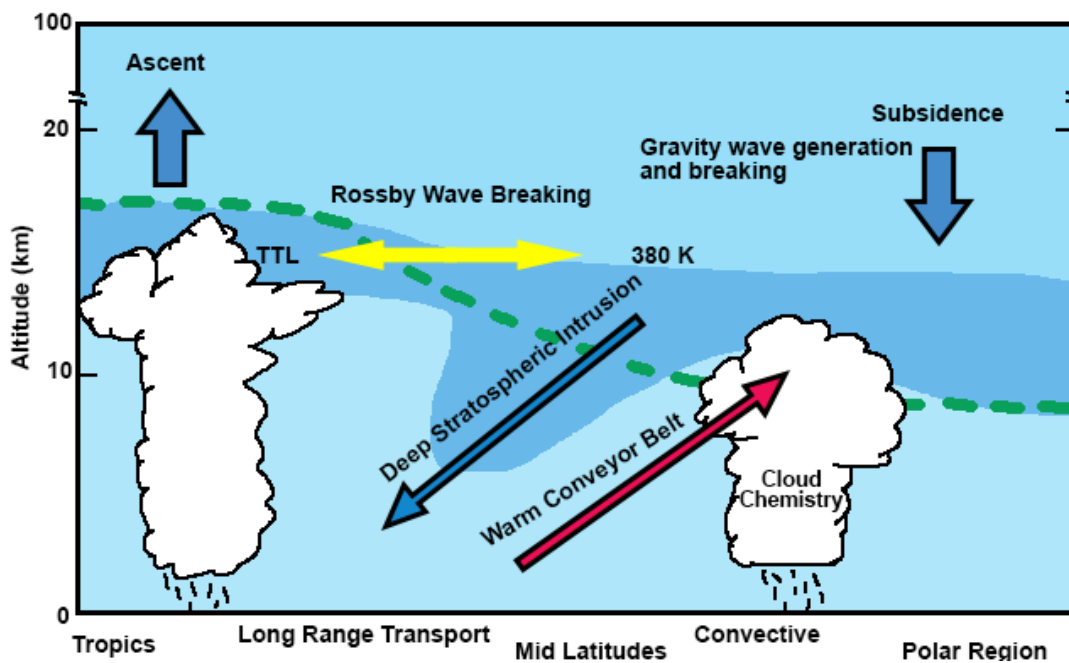 100
Ascent
20
Subsidence
Gravity wave generation
and breaking
Rossby Wave Breaking
TTL
380 K
Altitude (km)
Deep Stratospheric Intrusion
10
Warm Conveyor Belt
Cloud
Chemistry
0
Tropics
Long Range Transport
Mid Latitudes
Convective
Polar Region